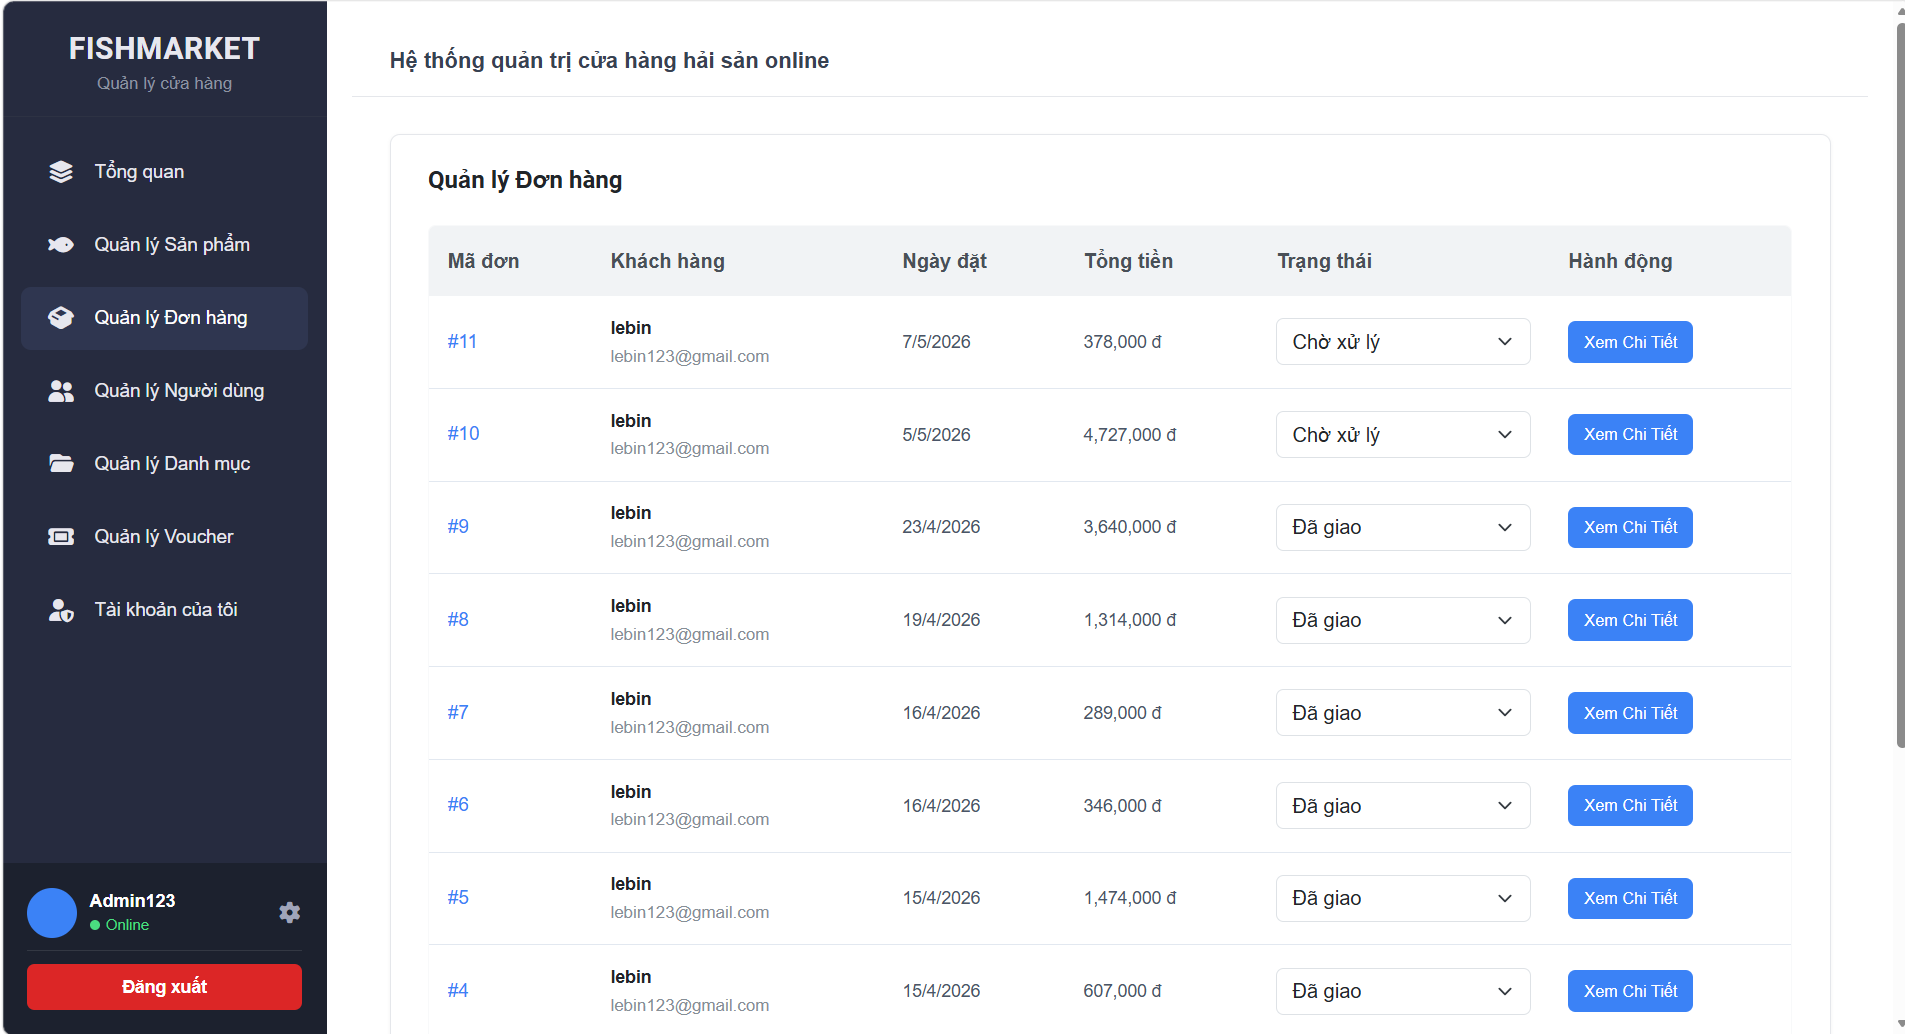 FISHMARKET
Quản lý cửa hàng
Tổng quan
Quản lý Sản phẩm
Quản lý Đơn hàng
Quản lý Người dùng
Quản lý Danh mục
Quản lý Voucher
Tài khoản của tôi
Admin123
Online
Đăng xuất
Hệ thống quản trị cửa hàng hải sản online
Quản lý Đơn hàng
Mã đơn Khách hàng Ngày đặt Tổng tiền Trạng thái Hành động
#11 lebin 7/5/2026 378,000 đ Chờ xử lý Xem Chi Tiết
lebin123@gmail.com
#10 lebin 5/5/2026 4,727,000 đ Chờ xử lý Xem Chi Tiết
lebin123@gmail.com
#9 lebin 23/4/2026 3,640,000 đ Đã giao Xem Chi Tiết
lebin123@gmail.com
#8 lebin 19/4/2026 1,314,000 đ Đã giao Xem Chi Tiết
lebin123@gmail.com
#7 lebin 16/4/2026 289,000 đ Đã giao Xem Chi Tiết
lebin123@gmail.com
#6 lebin 16/4/2026 346,000 đ Đã giao Xem Chi Tiết
lebin123@gmail.com
#5 lebin 15/4/2026 1,474,000 đ Đã giao Xem Chi Tiết
lebin123@gmail.com
#4 lebin 15/4/2026 607,000 đ Đã giao Xem Chi Tiết
lebin123@gmail.com